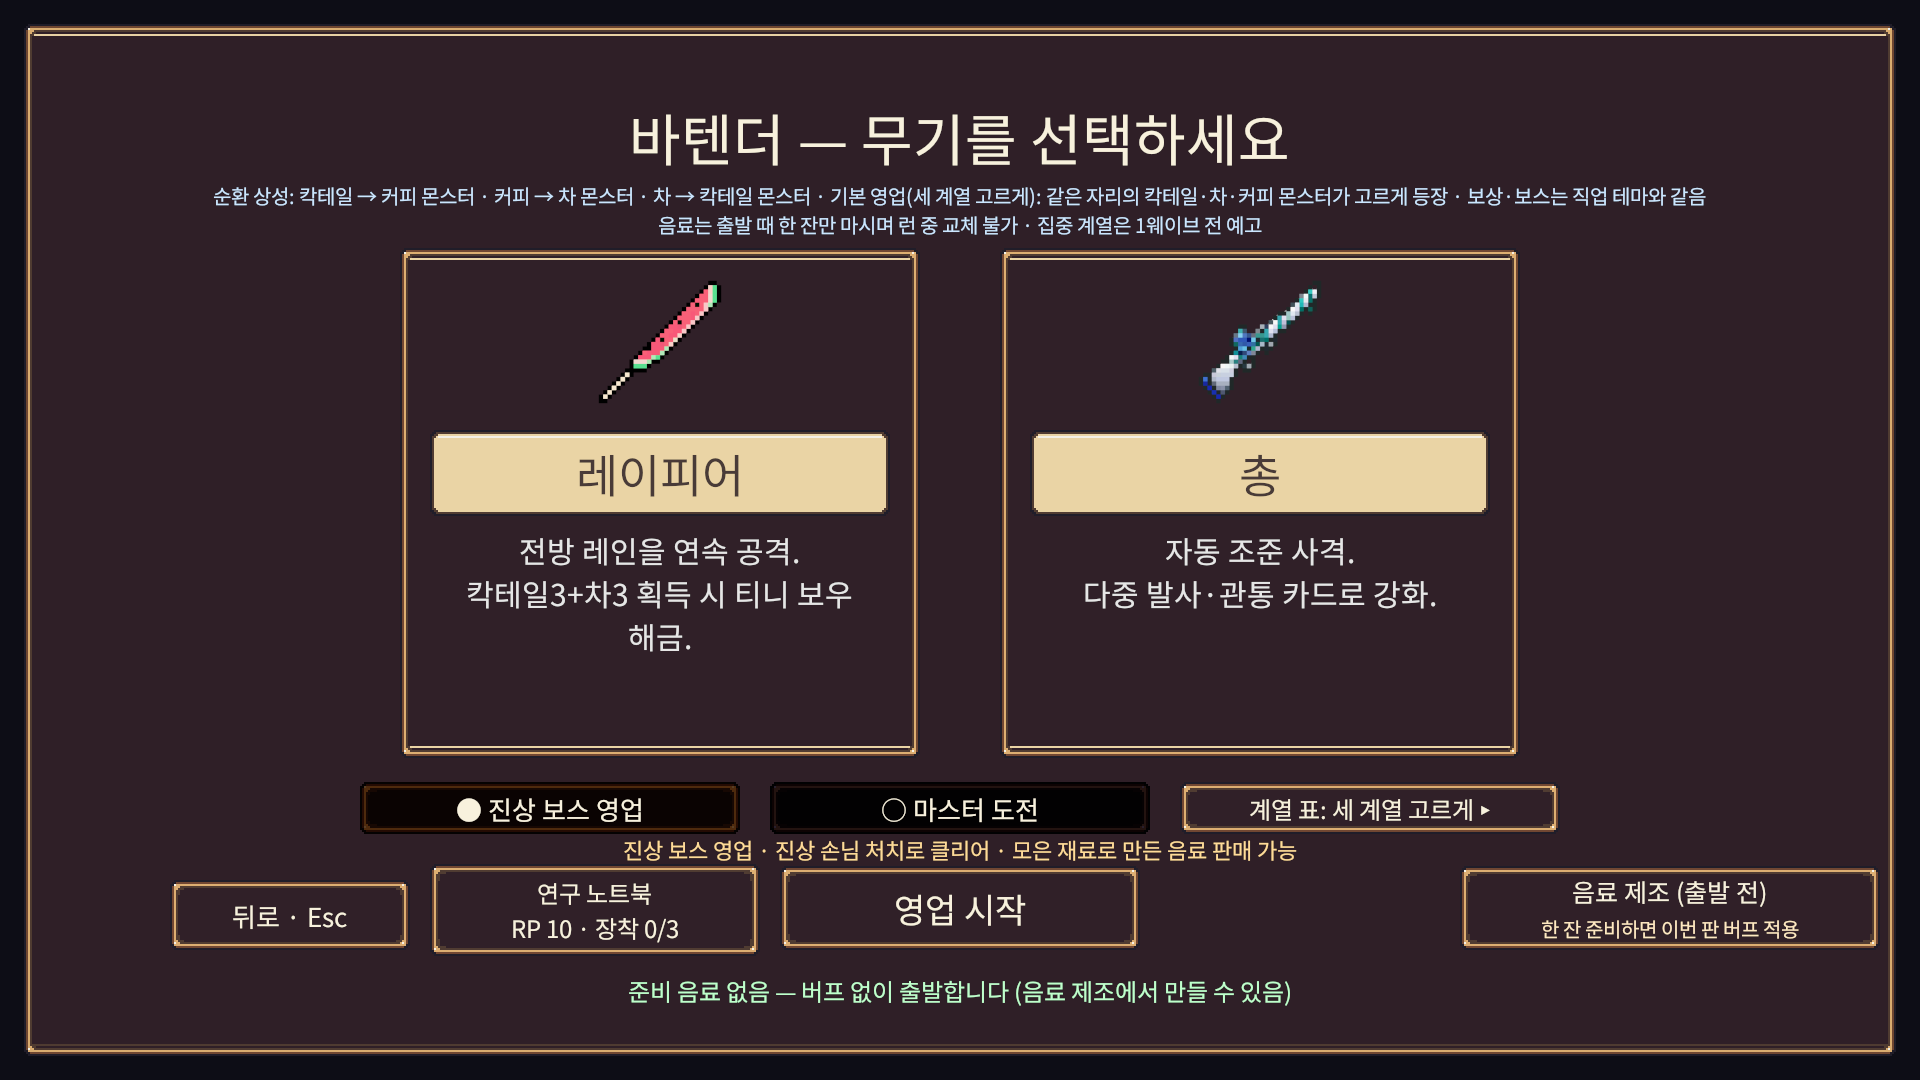 바텐더 — 무기를 선택하세요
순환 상성: 칵테일 → 커피 몬스터 · 커피 → 차 몬스터 · 차 → 칵테일 몬스터 · 기본 영업(세 계열 고르게): 같은 자리의 칵테일·차·커피 몬스터가 고르게 등장 · 보상·보스는 직업 테마와 같음
음료는 출발 때 한 잔만 마시며 런 중 교체 불가 · 집중 계열은 1웨이브 전 예고
레이피어
전방 레인을 연속 공격.
칵테일3+차3 획득 시 티니 보우
해금.
총
자동 조준 사격.
다중 발사·관통 카드로 강화.
● 진상 보스 영업
○ 마스터 도전
계열 표: 세 계열 고르게 ▸
진상 보스 영업 · 진상 손님 처치로 클리어 · 모은 재료로 만든 음료 판매 가능
뒤로 · Esc
연구 노트북
RP 10 · 장착 0/3
영업 시작
음료 제조 (출발 전)
한 잔 준비하면 이번 판 버프 적용
준비 음료 없음 — 버프 없이 출발합니다 (음료 제조에서 만들 수 있음)